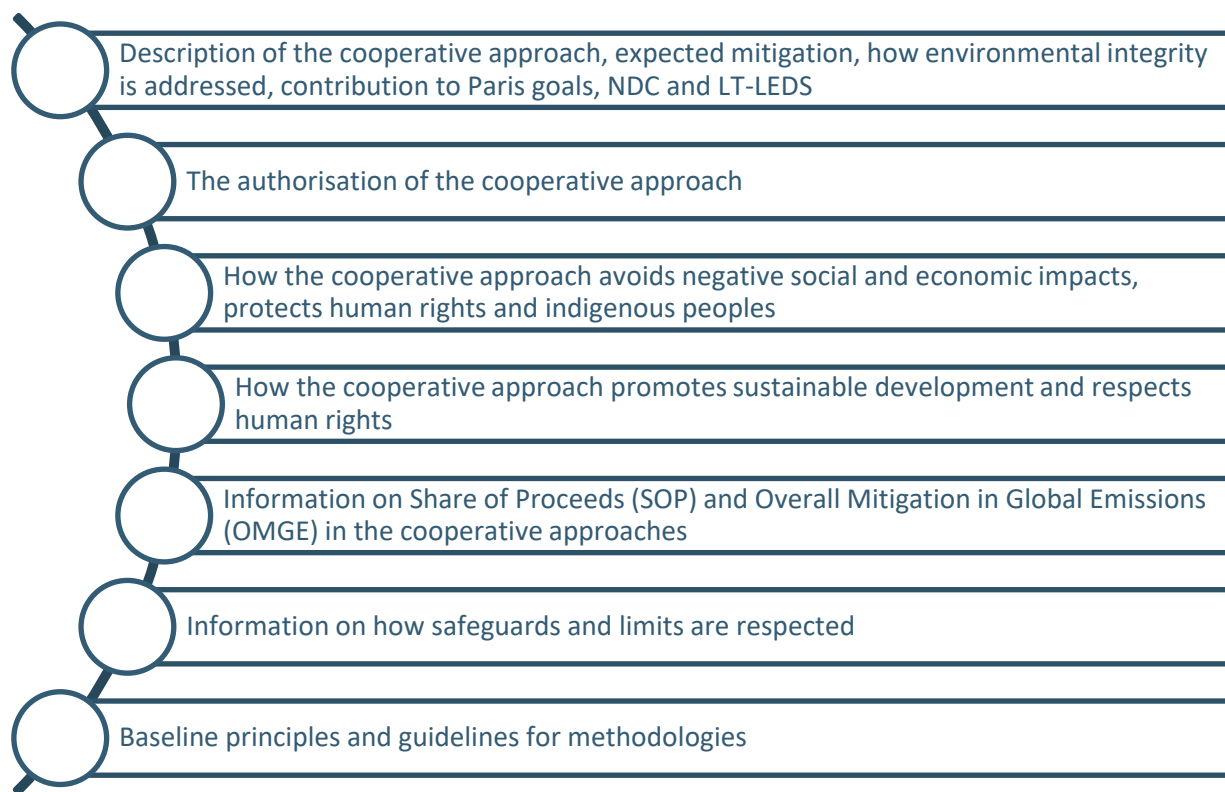 Description of the cooperative approach, expected mitigation, how environmental integrity
is addressed, contribution to Paris goals, NDC and LT-LEDS
The authorisation of the cooperative approach
How the cooperative approach avoids negative social and economic impacts,
protects human rights and indigenous peoples
How the cooperative approach promotes sustainable development and respects
human rights
Information on Share of Proceeds (SOP) and Overall Mitigation in Global Emissions
(OMGE) in the cooperative approaches
Information on how safeguards and limits are respected
Baseline principles and guidelines for methodologies